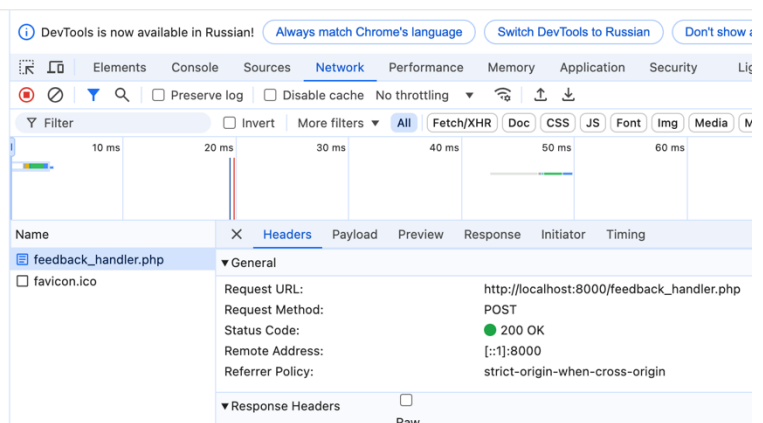 DevTools is now available in Russian! Always match Chrome's language Switch DevTools to Russian Don't show
Elements Console Sources Network Performance Memory Application Security
Preserve log Disable cache No throttling
Filter Invert More filters All Fetch/XHR Doc CSS JS Font Img Media
10 ms 20 ms 30 ms 40 ms 50 ms 60 ms
Name Headers Payload Preview Response Initiator Timing
feedback_handler.php
favicon.ico
General
Request URL: http://localhost:8000/feedback_handler.php
Request Method: POST
Status Code: 200 OK
Remote Address: [::1]:8000
Referrer Policy: strict-origin-when-cross-origin
Response Headers